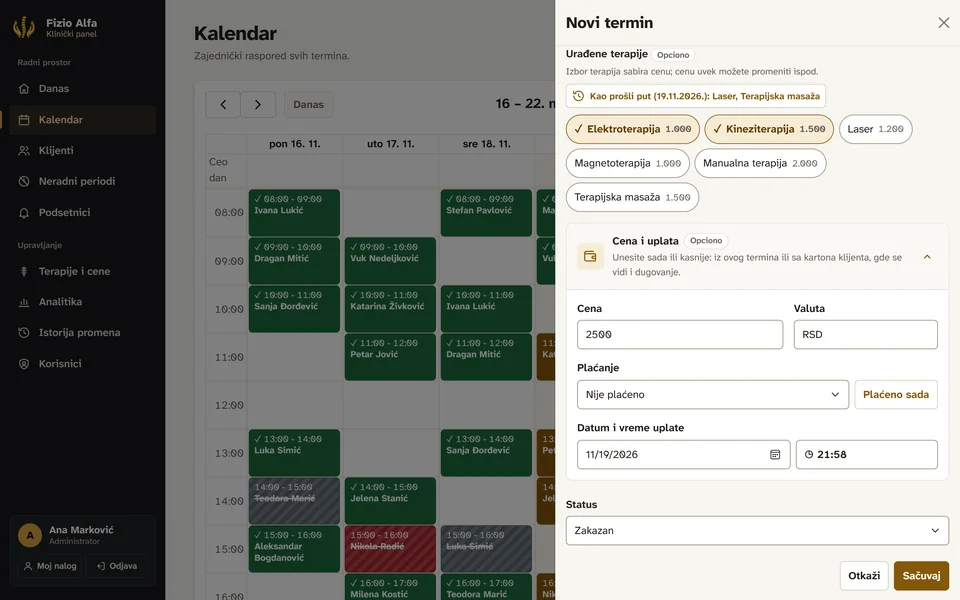 Fizio Alfa
Klinički panel
Radni prostor
Danas
Kalendar
Klijenti
Neradni periodi
Podsetnici
Upravljanje
Terapije i cene
Analitika
Istorija promena
Korisnici
A
Ana Marković
Administrator
Moj nalog
Odjava
Kalendar
Zajednički raspored svih termina.
Danas
16 – 22.
pon 16. 11.
uto 17. 11.
sre 18. 11.
Ceo dan
08:00
✓ 08:00 - 09:00
Ivana Lukić
✓ 08:00 - 09:00
Stefan Pavlović
09:00
✓ 09:00 - 10:00
Dragan Mitić
✓ 09:00 - 10:00
Vuk Nedeljković
10:00
✓ 10:00 - 11:00
Sanja Đorđević
✓ 10:00 - 11:00
Katarina Živković
✓ 10:00 - 11:00
Ivana Lukić
11:00
✓ 11:00 - 12:00
Petar Jović
✓ 11:00 - 12:00
Dragan Mitić
12:00
13:00
✓ 13:00 - 14:00
Luka Simić
✓ 13:00 - 14:00
Sanja Đorđević
14:00
14:00 - 15:00
Teodora Marić
✓ 14:00 - 15:00
Jelena Stanić
15:00
✓ 15:00 - 16:00
Aleksandar
Bogdanović
15:00 - 16:00
Nikola Radić
15:00 - 16:00
Luka Simić
16:00
✓ 16:00 - 17:00
Milena Kostić
✓ 16:00 - 17:00
Teodora Marić
Novi termin
Urađene terapije Opciono
Izbor terapija sabira cenu; cenu uvek možete promeniti ispod.
Kao prošli put (19.11.2026.): Laser, Terapijska masaža
✓ Elektroterapija 1.000
✓ Kineziterapija 1.500
Laser 1.200
Magnetoterapija 1.000
Manualna terapija 2.000
Terapijska masaža 1.500
Cena i uplata Opciono
Unesite sada ili kasnije: iz ovog termina ili sa kartona klijenta, gde se
vidi i dugovanje.
Cena
Valuta
2500
RSD
Plaćanje
Nije plaćeno
Plaćeno sada
Datum i vreme uplate
11/19/2026
21:58
Status
Zakazan
Otkaži
Sačuvaj